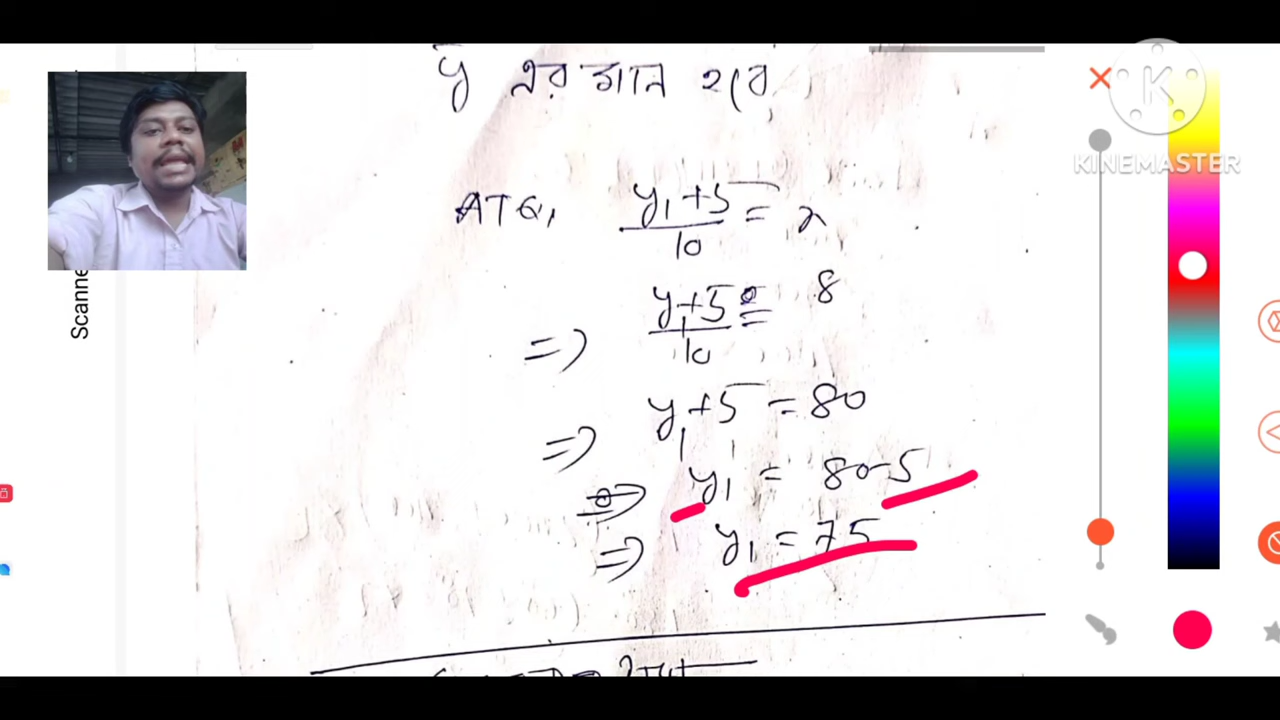 ȳ এর মান হবে
ATQ, y₁+5/10 = x
=> y₁+5/10 = 8
=> y₁+5 = 80
=> y₁ = 80-5
=> y₁ = 75
Scanne
K
KINEMASTER